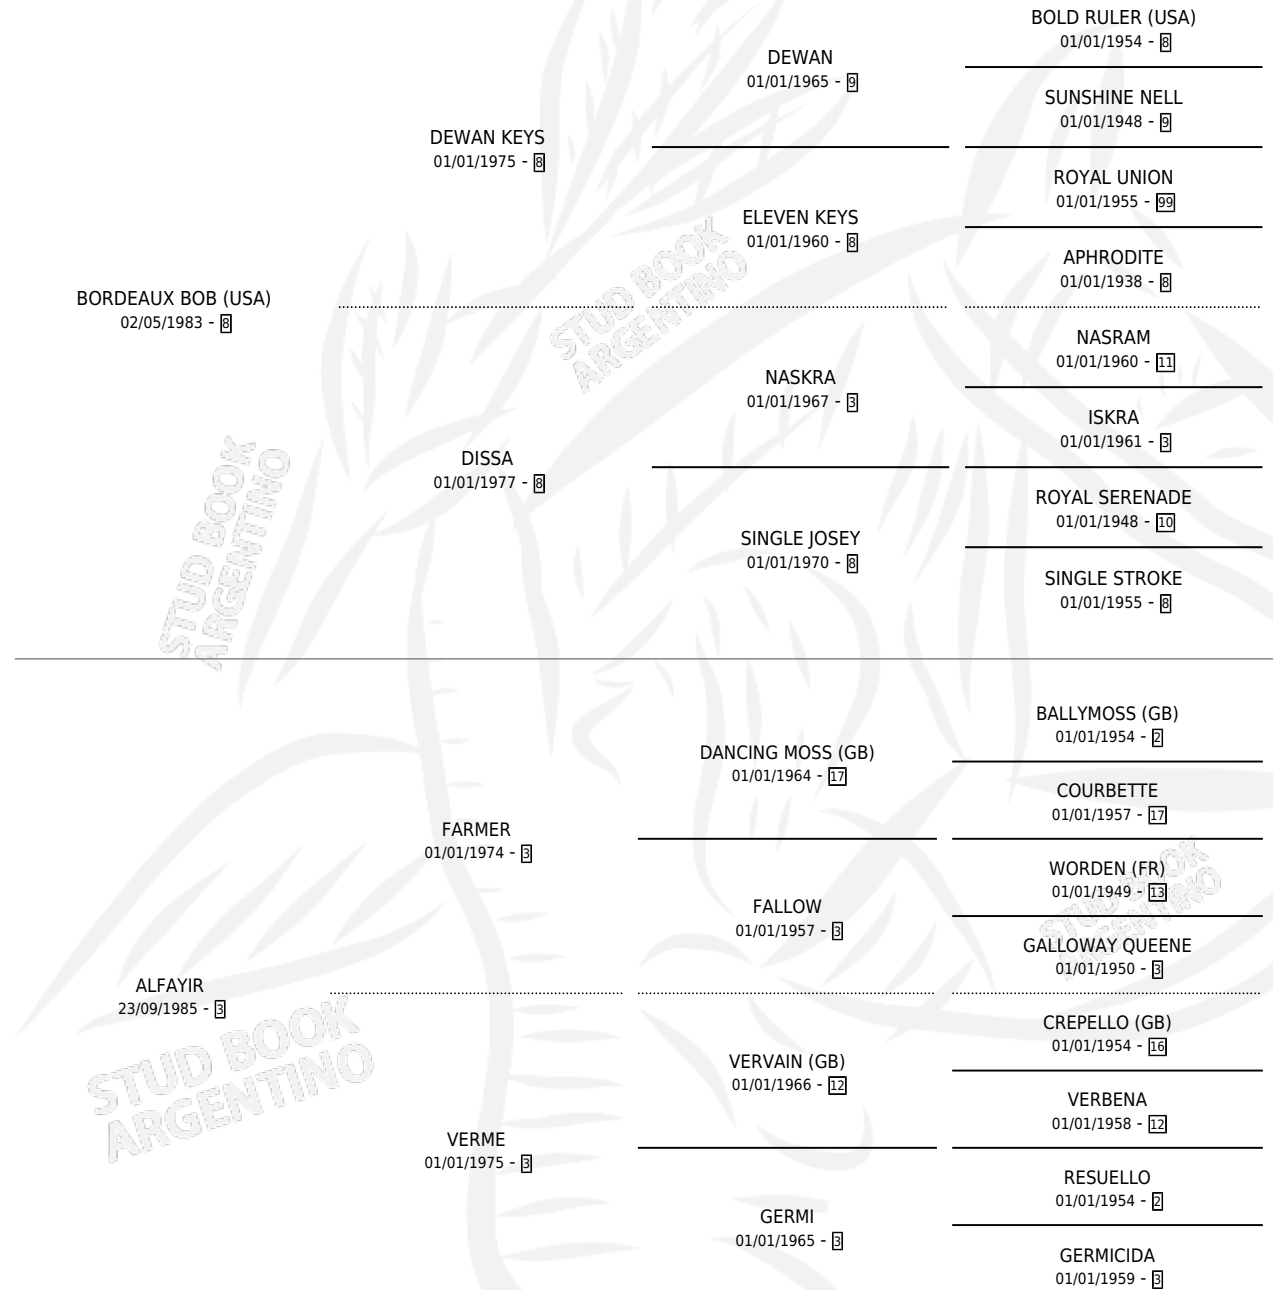 BOLD RULER (USA)
01/01/1954 - 8
DEWAN
01/01/1965 - 9
SUNSHINE NELL
01/01/1948 - 9
DEWAN KEYS
01/01/1975 - 8
ROYAL UNION
01/01/1955 - 99
ELEVEN KEYS
01/01/1960 - 8
APHRODITE
01/01/1938 - 8
BORDEAUX BOB (USA)
02/05/1983 - 8
STUD BOOK
ARGENTINO
NASRAM
01/01/1960 - 11
NASKRA
01/01/1967 - 3
ISKRA
01/01/1961 - 3
DISSA
01/01/1977 - 8
ROYAL SERENADE
01/01/1948 - 10
SINGLE JOSEY
01/01/1970 - 8
SINGLE STROKE
01/01/1955 - 8
STUD BOOK
ARGENTINO
BALLYMOSS (GB)
01/01/1954 - 2
DANCING MOSS (GB)
01/01/1964 - 17
COURBETTE
01/01/1957 - 17
FARMER
01/01/1974 - 3
WORDEN (FR)
01/01/1949 - 13
FALLOW
01/01/1957 - 3
GALLOWAY QUEENE
01/01/1950 - 3
STUD BOOK
ARGENTINO
ALFAYIR
23/09/1985 - 3
CREPELLO (GB)
01/01/1954 - 16
VERVAIN (GB)
01/01/1966 - 12
VERBENA
01/01/1958 - 12
STUD BOOK
ARGENTINO
VERME
01/01/1975 - 3
RESUELLO
01/01/1954 - 2
GERMI
01/01/1965 - 3
GERMICIDA
01/01/1959 - 3